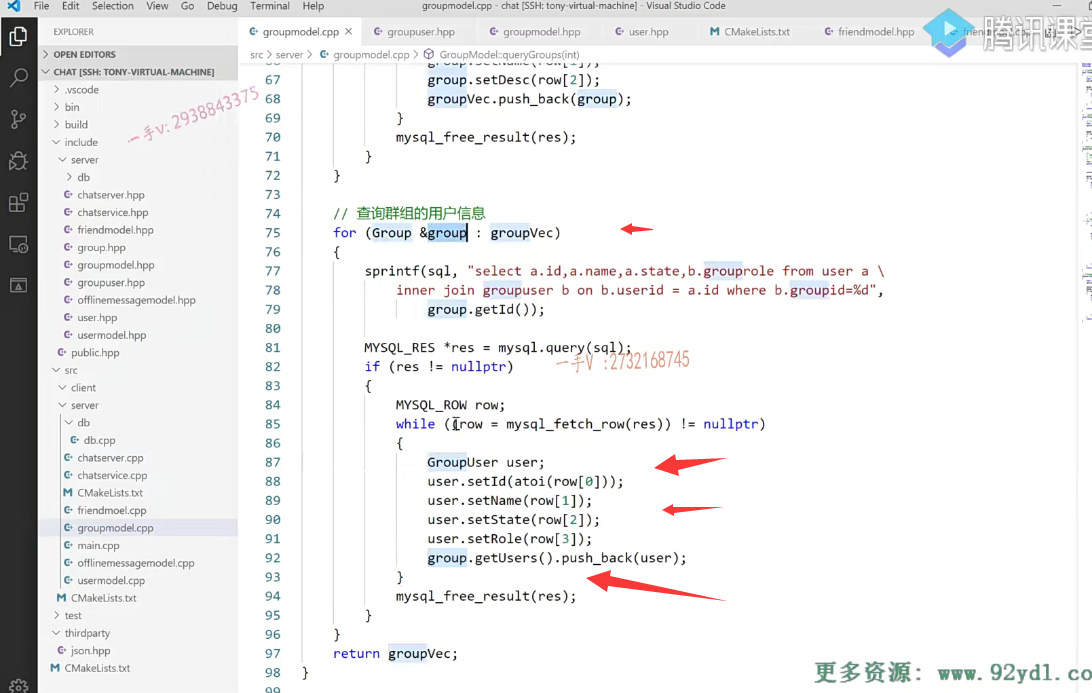 File Edit Selection View Go Debug Terminal Help groupmodel.cpp - chat [SSH: tony-virtual-machine] - Visual Studio Code
EXPLORER
OPEN EDITORS
CHAT [SSH: TONY-VIRTUAL-MACHINE]
.vscode
bin
build
include
server
db
chatserver.hpp
chatservice.hpp
friendmodel.hpp
group.hpp
groupmodel.hpp
groupuser.hpp
offlinemessagemodel.hpp
user.hpp
usermodel.hpp
public.hpp
src
client
server
db
db.cpp
chatserver.cpp
chatservice.cpp
CMakeLists.txt
friendmoel.cpp
groupmodel.cpp
main.cpp
offlinemessagemodel.cpp
usermodel.cpp
CMakeLists.txt
test
thirdparty
json.hpp
CMakeLists.txt
一手v: 2938843375
groupmodel.cpp groupuser.hpp groupmodel.hpp user.hpp CMakeLists.txt friendmodel.hpp
腾讯课堂
src > server > groupmodel.cpp > GroupModel::queryGroups(int)
67 group.setDesc(row[2]);
68 groupVec.push_back(group);
69 }
70 mysql_free_result(res);
71 }
72 }
73
74 // 查询群组的用户信息
75 for (Group &group : groupVec)
76 {
77 sprintf(sql, "select a.id,a.name,a.state,b.grouprole from user a \
78 inner join groupuser b on b.userid = a.id where b.groupid=%d",
79 group.getId());
80
81 MYSQL_RES *res = mysql.query(sql);
82 if (res != nullptr)
83 {
84 MYSQL_ROW row;
85 while ((row = mysql_fetch_row(res)) != nullptr)
86 {
87 GroupUser user;
88 user.setId(atoi(row[0]));
89 user.setName(row[1]);
90 user.setState(row[2]);
91 user.setRole(row[3]);
92 group.getUsers().push_back(user);
93 }
94 mysql_free_result(res);
95 }
96 }
97 return groupVec;
98 }
99
一手V :2732168745
更多资源: www.92ydl.co